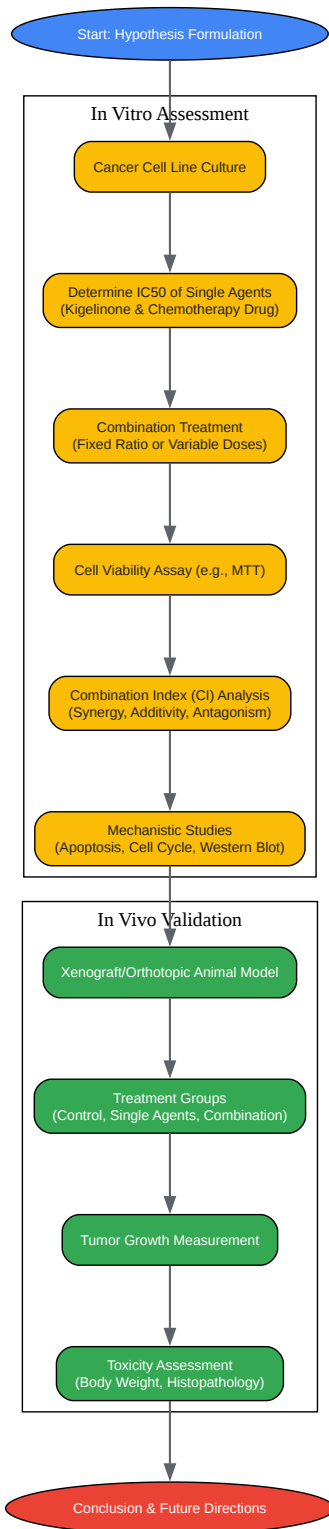 Start: Hypothesis Formulation
In Vitro Assessment
Cancer Cell Line Culture
Determine IC50 of Single Agents
(Kigelinone & Chemotherapy Drug)
Combination Treatment
(Fixed Ratio or Variable Doses)
Cell Viability Assay (e.g., MTT)
Combination Index (CI) Analysis
(Synergy, Additivity, Antagonism)
Mechanistic Studies
(Apoptosis, Cell Cycle, Western Blot)
In Vivo Validation
Xenograft/Orthotopic Animal Model
Treatment Groups
(Control, Single Agents, Combination)
Tumor Growth Measurement
Toxicity Assessment
(Body Weight, Histopathology)
Conclusion & Future Directions